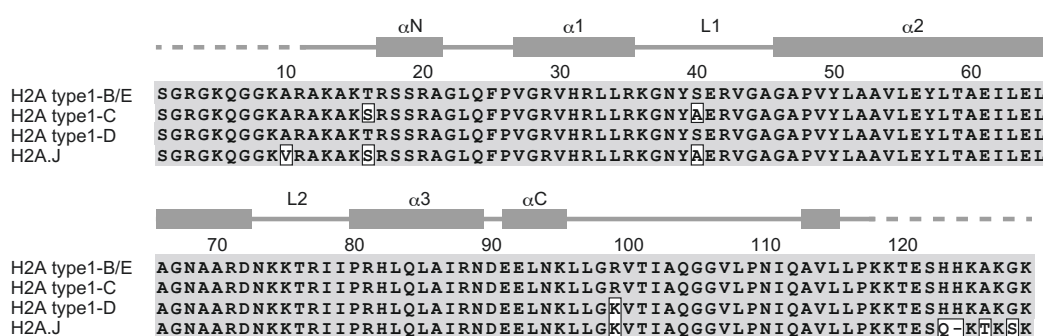 αN α1 L1 α2
10 20 30 40 50 60
H2A type1-B/E SGRGKQGGKARAKAKTRSSRAGLQFPVGRVHRLLRKGNYSERVGAGAPVYLAAVLEYLTAEILEL
H2A type1-C SGRGKQGGKARAKAKSRSSRAGLQFPVGRVHRLLRKGNYAERVGAGAPVYLAAVLEYLTAEILEL
H2A type1-D SGRGKQGGKARAKAKTRSSRAGLQFPVGRVHRLLRKGNYSERVGAGAPVYLAAVLEYLTAEILEL
H2A.J SGRGKQGGKVRAKAKSRSSRAGLQFPVGRVHRLLRKGNYAERVGAGAPVYLAAVLEYLTAEILEL
L2 α3 αC
70 80 90 100 110 120
H2A type1-B/E AGNAARDNKKTRIIPRHLQLAIRNDEELNKLLGRVTIAQGGVLPNIQAVLLPKKTESHHKAKGK
H2A type1-C AGNAARDNKKTRIIPRHLQLAIRNDEELNKLLGRVTIAQGGVLPNIQAVLLPKKTESHHKAKGK
H2A type1-D AGNAARDNKKTRIIPRHLQLAIRNDEELNKLLGKVTIAQGGVLPNIQAVLLPKKTESHHKAKGK
H2A.J AGNAARDNKKTRIIPRHLQLAIRNDEELNKLLGKVTIAQGGVLPNIQAVLLPKKTESQ-KTKSK